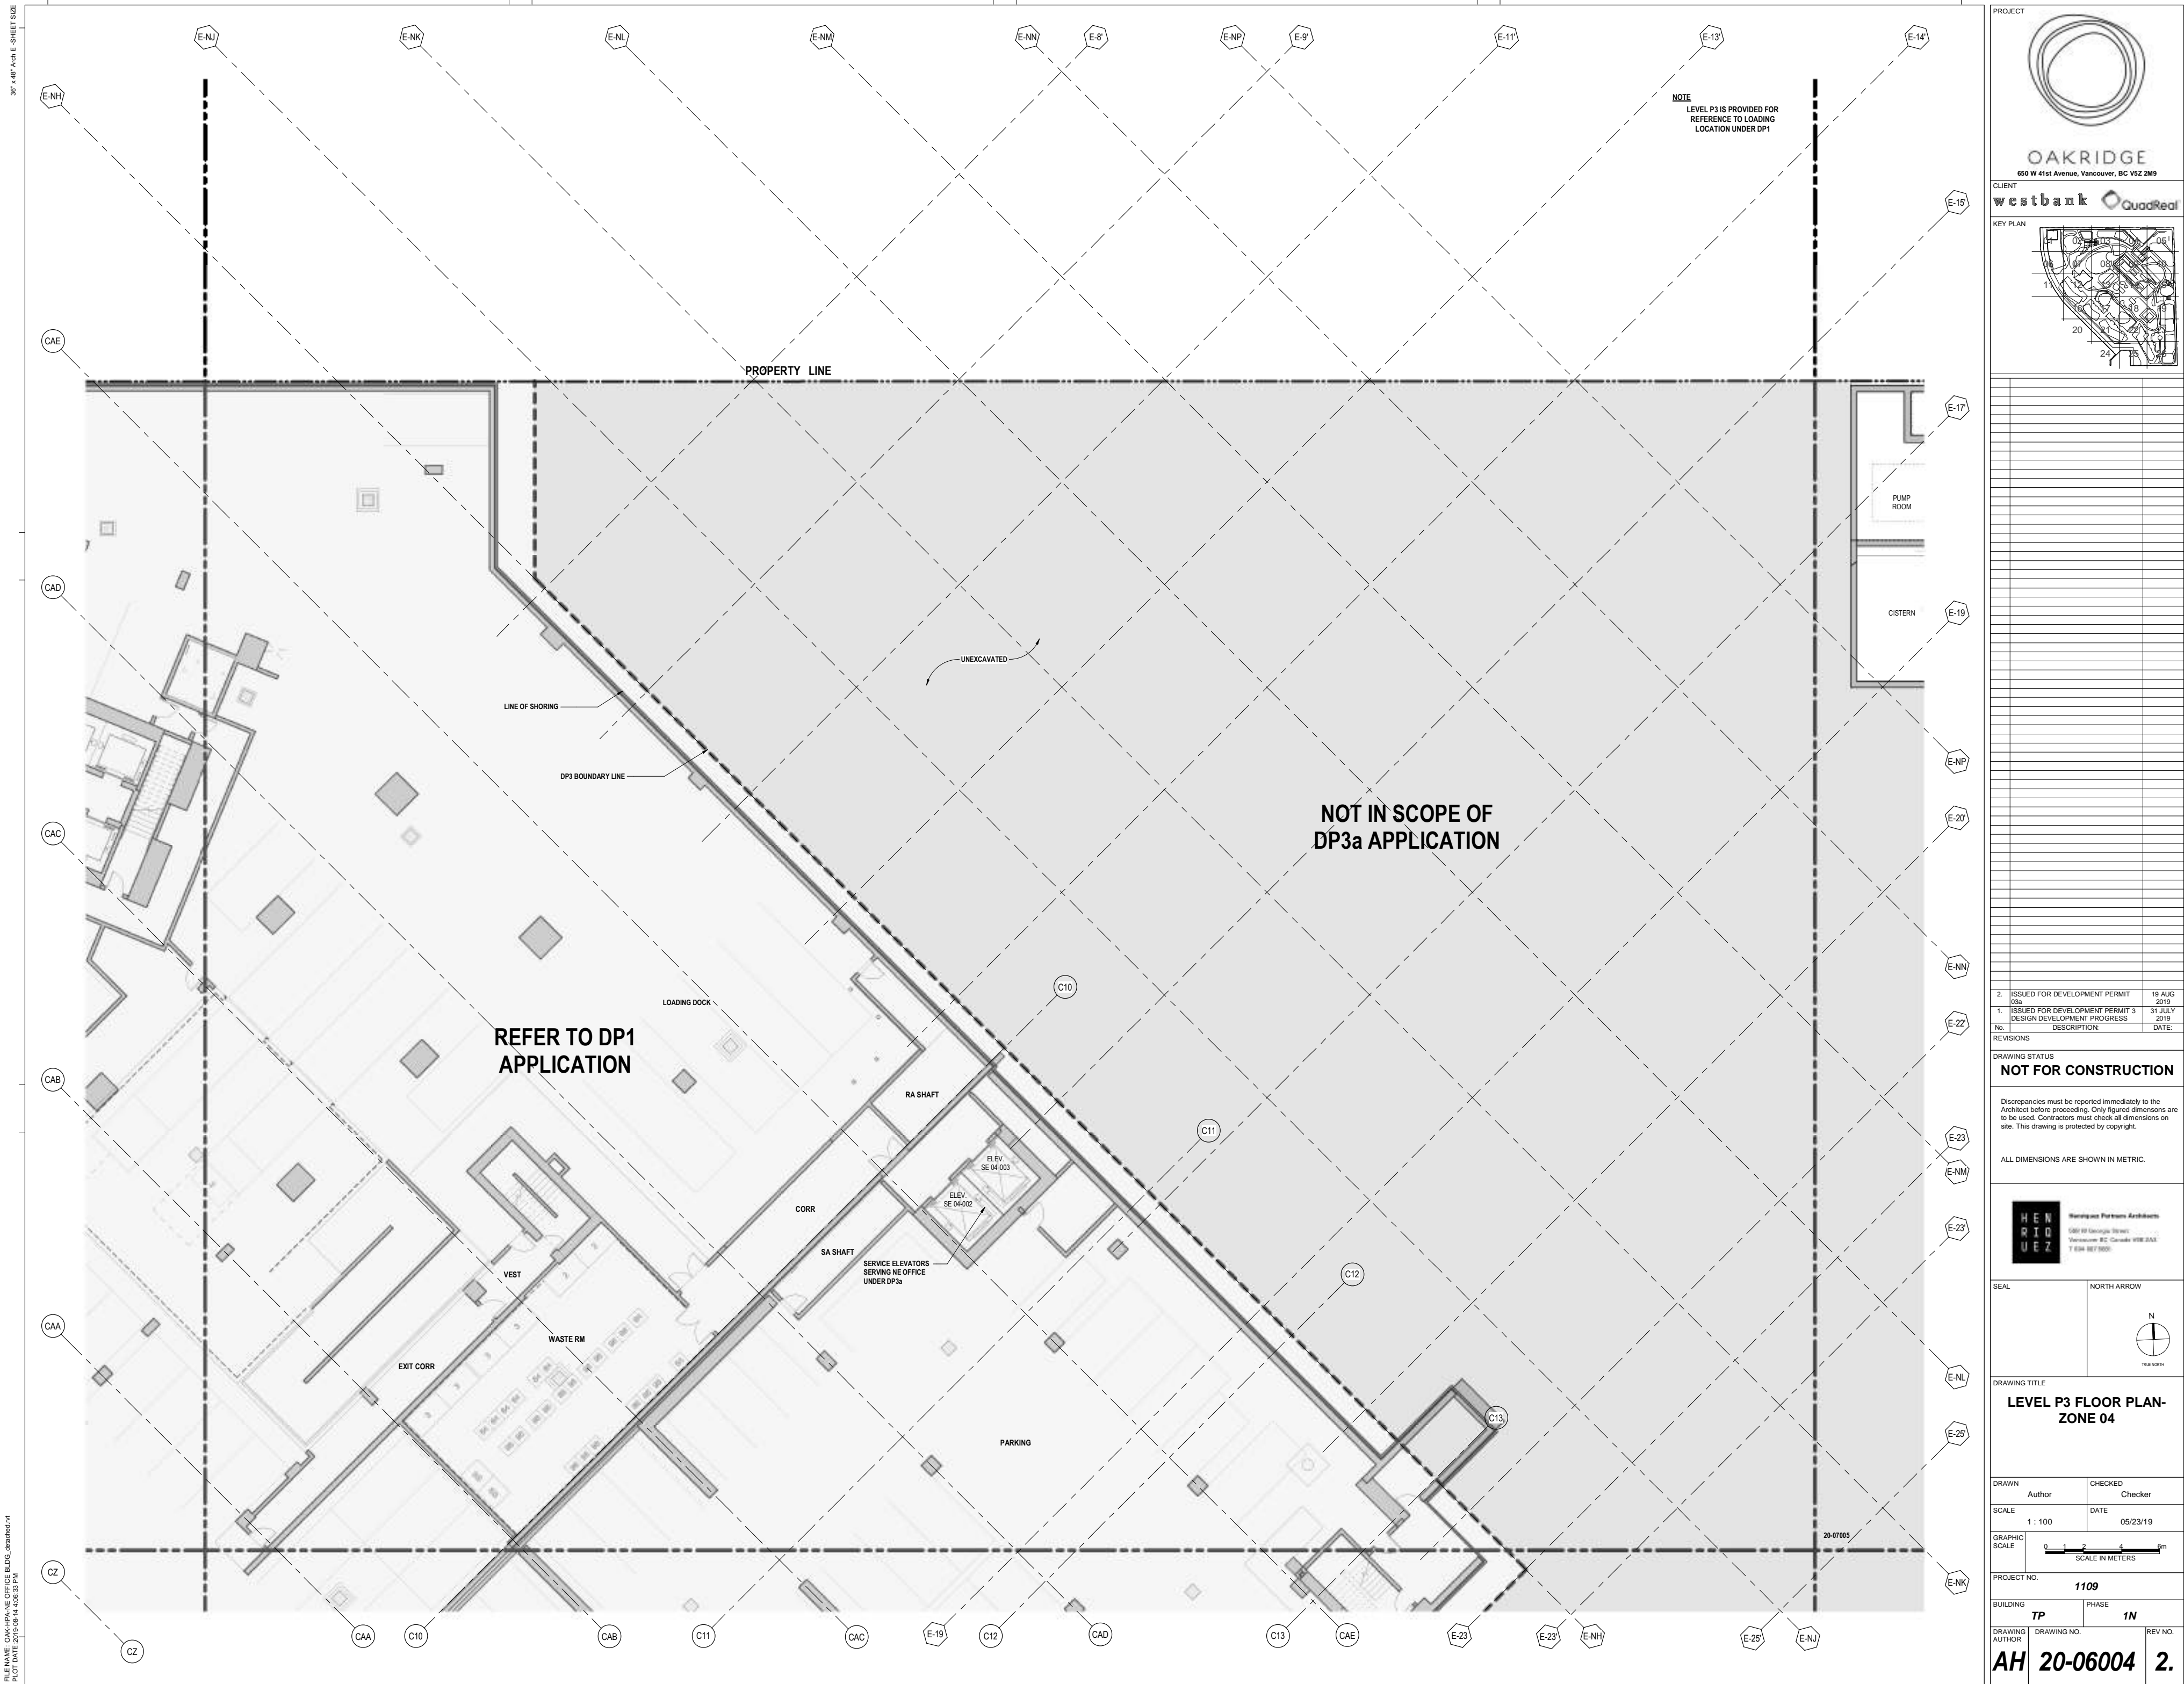 36" x 48" Arch E -SHEET SIZE
E-NJ
E-NK
E-NL
E-NM
E-NN
E-8'
E-NP
E-9'
E-11'
E-13'
E-14'
E-NH
NOTE
LEVEL P3 IS PROVIDED FOR
REFERENCE TO LOADING
LOCATION UNDER DP1
E-15'
CAE
PROPERTY LINE
E-17'
PUMP
ROOM
CAD
CISTERN
E-19
UNEXCAVATED
LINE OF SHORING
DP3 BOUNDARY LINE
E-NP
NOT IN SCOPE OF
DP3a APPLICATION
E-20'
CAC
E-NN
C10
LOADING DOCK
REFER TO DP1
APPLICATION
E-22'
CAB
RA SHAFT
C11
E-23
E-NM
ELEV.
SE 04-003
ELEV.
SE 04-002
CORR
E-23'
SA SHAFT
SERVICE ELEVATORS
SERVING NE OFFICE
UNDER DP3a
VEST
C12
CAA
WASTE RM
EXIT CORR
E-NL
C13
E-25'
PARKING
20-07005
CZ
E-NK
CZ
CAA
C10
CAB
C11
CAC
E-19
C12
CAD
C13
CAE
E-23
E-23'
E-NH
E-25'
E-NJ
FILE NAME: OAK-HPA-NE OFFICE BLDG_detached.rvt
PLOT DATE: 2019-08-14 4:06:33 PM
PROJECT
OAKRIDGE
650 W 41st Avenue, Vancouver, BC V5Z 2M9
CLIENT
westbank
QuadReal
KEY PLAN
2. ISSUED FOR DEVELOPMENT PERMIT 03a 19 AUG 2019
1. ISSUED FOR DEVELOPMENT PERMIT 3 DESIGN DEVELOPMENT PROGRESS 31 JULY 2019
No. DESCRIPTION: DATE:
REVISIONS
DRAWING STATUS
NOT FOR CONSTRUCTION
Discrepancies must be reported immediately to the
Architect before proceeding. Only figured dimensons are
to be used. Contractors must check all dimensions on
site. This drawing is protected by copyright.
ALL DIMENSIONS ARE SHOWN IN METRIC.
HEN
RIQ
UEZ
Henriquez Partners Architects
SEAL
NORTH ARROW
N
TRUE NORTH
DRAWING TITLE
LEVEL P3 FLOOR PLAN-
ZONE 04
DRAWN
Author
CHECKED
Checker
SCALE
1 : 100
DATE
05/23/19
GRAPHIC
SCALE
0 1 2 4 6m
SCALE IN METERS
PROJECT NO.
1109
BUILDING
TP
PHASE
1N
DRAWING
AUTHOR
AH
DRAWING NO.
20-06004
REV NO.
2.